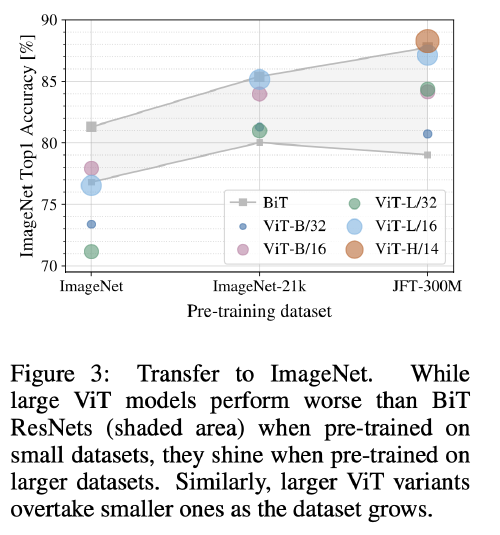 90
85
80
75
70
ImageNet Top1 Accuracy [%]
BiT
ViT-B/32
ViT-B/16
ViT-L/32
ViT-L/16
ViT-H/14
ImageNet
ImageNet-21k
JFT-300M
Pre-training dataset
Figure 3: Transfer to ImageNet. While
large ViT models perform worse than BiT
ResNets (shaded area) when pre-trained on
small datasets, they shine when pre-trained on
larger datasets. Similarly, larger ViT variants
overtake smaller ones as the dataset grows.